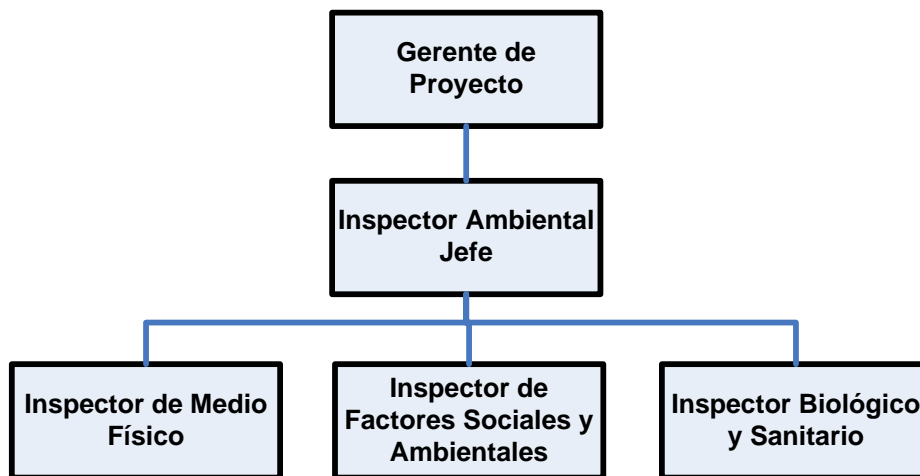 Gerente de
Proyecto
Inspector Ambiental
Jefe
Inspector de Medio
Físico
Inspector de
Factores Sociales y
Ambientales
Inspector Biológico
y Sanitario